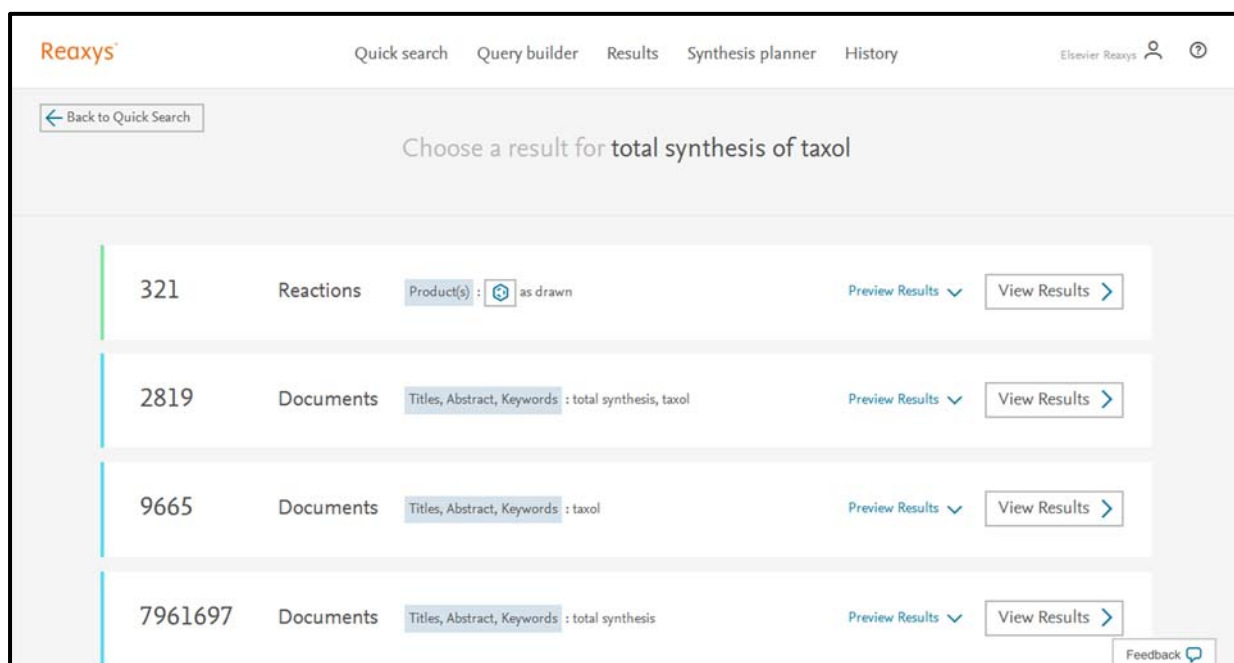 Reaxys
Quick search Query builder Results Synthesis planner History Elsevier Reaxys
Back to Quick Search
Choose a result for total synthesis of taxol
321 Reactions Product(s) : as drawn Preview Results View Results
2819 Documents Titles, Abstract, Keywords : total synthesis, taxol Preview Results View Results
9665 Documents Titles, Abstract, Keywords : taxol Preview Results View Results
7961697 Documents Titles, Abstract, Keywords : total synthesis Preview Results View Results
Feedback